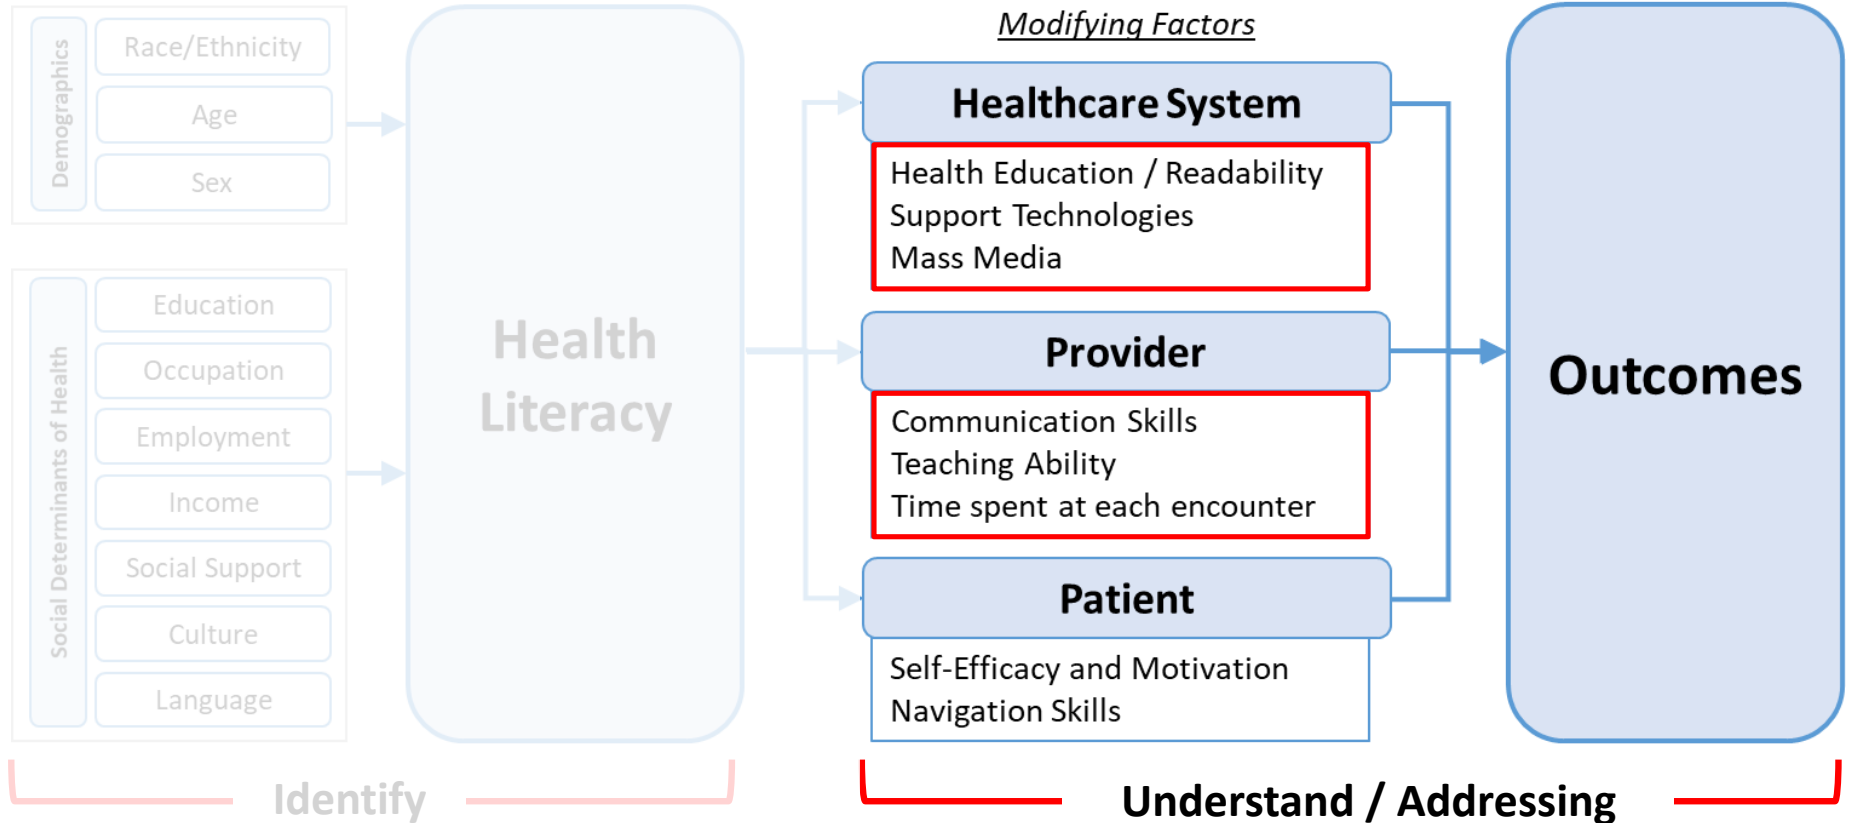 Demographics
Race/Ethnicity
Age
Sex
Social Determinants of Health
Education
Occupation
Employment
Income
Social Support
Culture
Language
Health
Literacy
Identify
Modifying Factors
Healthcare System
Health Education / Readability
Support Technologies
Mass Media
Provider
Communication Skills
Teaching Ability
Time spent at each encounter
Patient
Self-Efficacy and Motivation
Navigation Skills
Outcomes
Understand / Addressing